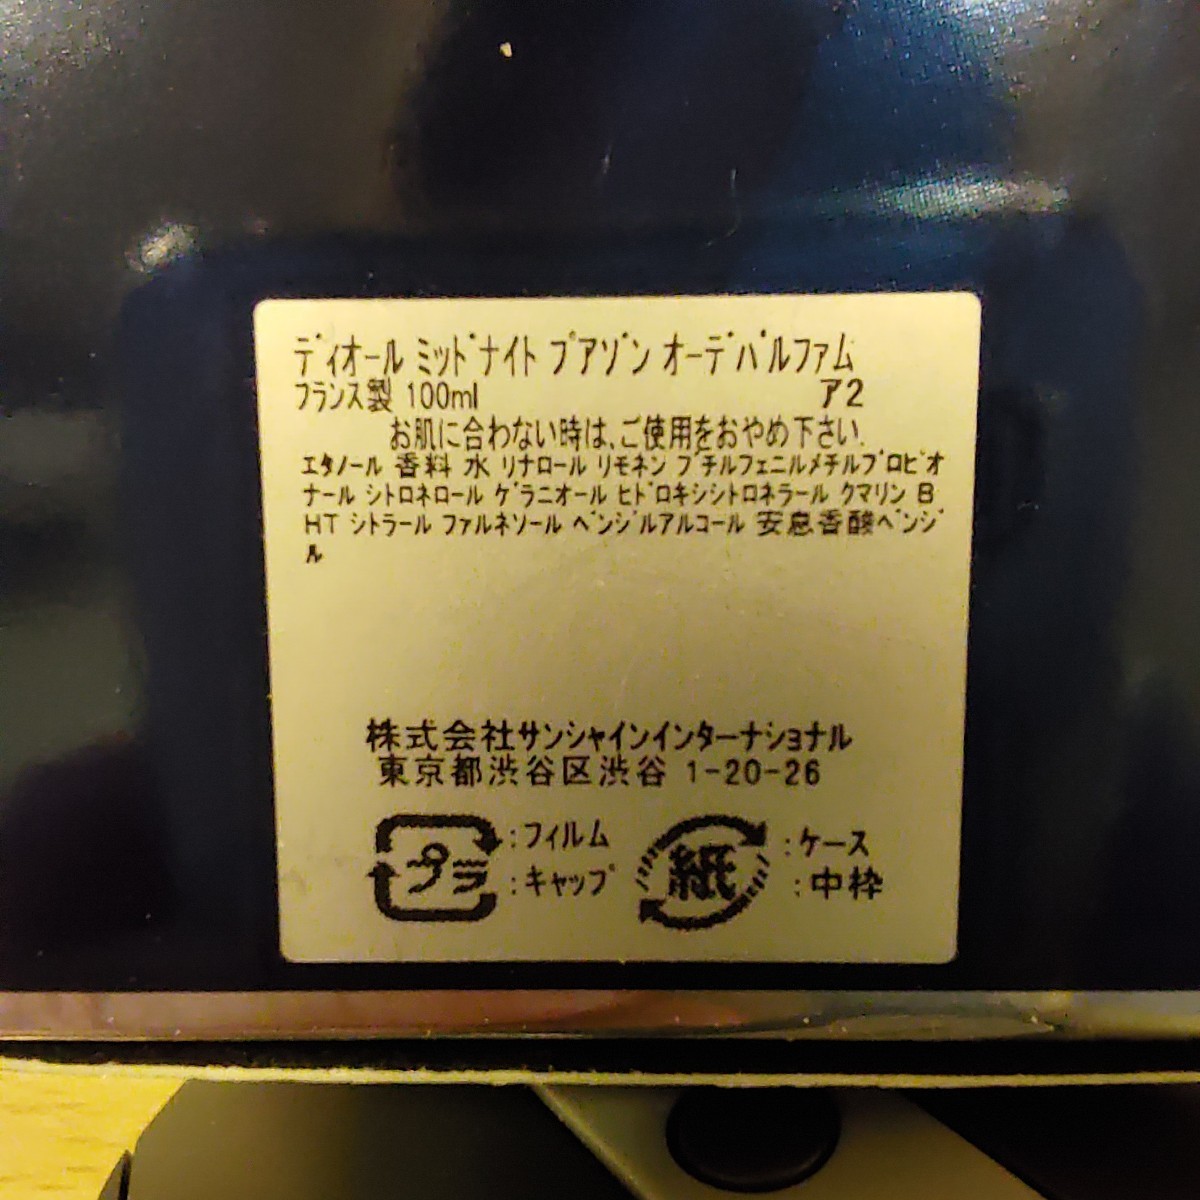 ディオール ミッドナイト プアゾン オーデパルファム
フランス製 100ml ア2
お肌に合わない時は、ご使用をおやめ下さい。
エタノール 香料 水 リナロール リモネン ブチルフェニルメチルプロピオ
ナール シトロネロール ゲラニオール ヒドロキシシトロネラール クマリン B
HT シトラール ファルネソール ベンジルアルコール 安息香酸ベンジ
ル
株式会社サンシャインインターナショナル
東京都渋谷区渋谷 1-20-26
プラ :フィルム
:キャップ
紙 :ケース
:中枠